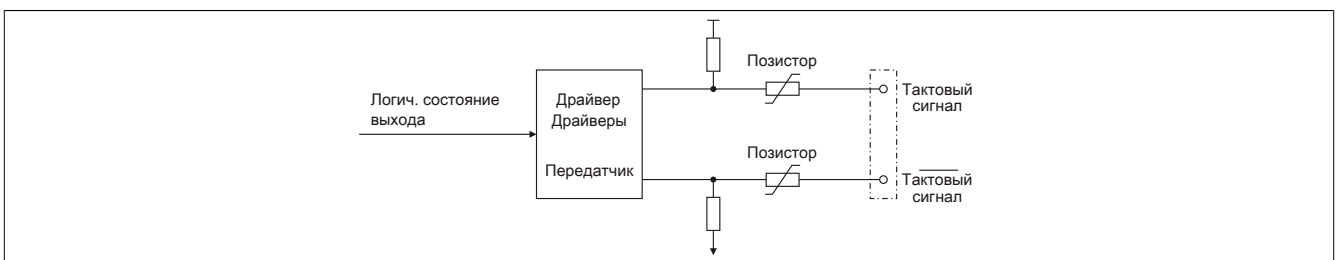 Позистор
Логич. состояние
выхода
Драйвер
Драйверы
Передатчик
Тактовый
сигнал
Позистор
Тактовый
сигнал